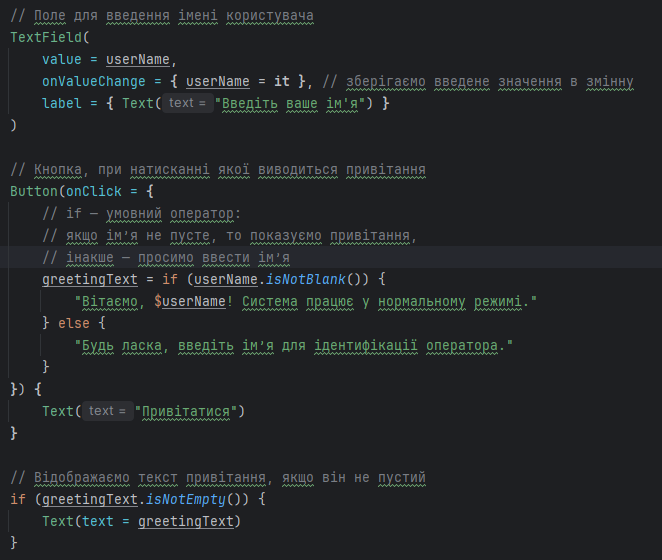 // Поле для введення імені користувача
TextField(
value = userName,
onValueChange = { userName = it }, // зберігаємо введене значення в змінну
label = { Text( text = "Введіть ваше ім'я") }
)
// Кнопка, при натисканні якої виводиться привітання
Button(onClick = {
// if — умовний оператор:
// якщо ім'я не пусте, то показуємо привітання,
// інакше — просимо ввести ім'я
greetingText = if (userName.isNotBlank()) {
"Вітаємо, $userName! Система працює у нормальному режимі."
} else {
"Будь ласка, введіть ім'я для ідентифікації оператора."
}
}) {
Text( text = "Привітатися")
}
// Відображаємо текст привітання, якщо він не пустий
if (greetingText.isNotEmpty()) {
Text(text = greetingText)
}